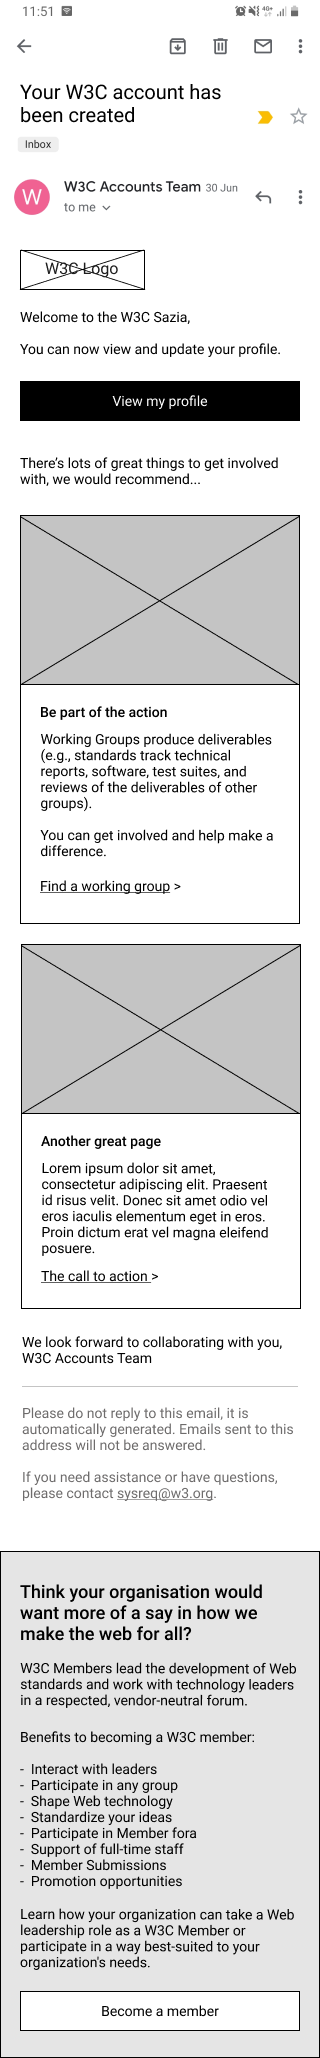 11:51
Your W3C account has
been created
Inbox
W
W3C Accounts Team 30 Jun
to me
W3C Logo
Welcome to the W3C Sazia,
You can now view and update your profile.
View my profile
There’s lots of great things to get involved
with, we would recommend...
Be part of the action
Working Groups produce deliverables
(e.g., standards track technical
reports, software, test suites, and
reviews of the deliverables of other
groups).
You can get involved and help make a
difference.
Find a working group >
Another great page
Lorem ipsum dolor sit amet,
consectetur adipiscing elit. Praesent
id risus velit. Donec sit amet odio vel
eros iaculis elementum eget in eros.
Proin dictum erat vel magna eleifend
posuere.
The call to action >
We look forward to collaborating with you,
W3C Accounts Team
Please do not reply to this email, it is
automatically generated. Emails sent to this
address will not be answered.
If you need assistance or have questions,
please contact sysreq@w3.org.
Think your organisation would
want more of a say in how we
make the web for all?
W3C Members lead the development of Web
standards and work with technology leaders
in a respected, vendor-neutral forum.
Benefits to becoming a W3C member:
- Interact with leaders
- Participate in any group
- Shape Web technology
- Standardize your ideas
- Participate in Member fora
- Support of full-time staff
- Member Submissions
- Promotion opportunities
Learn how your organization can take a Web
leadership role as a W3C Member or
participate in a way best-suited to your
organization's needs.
Become a member